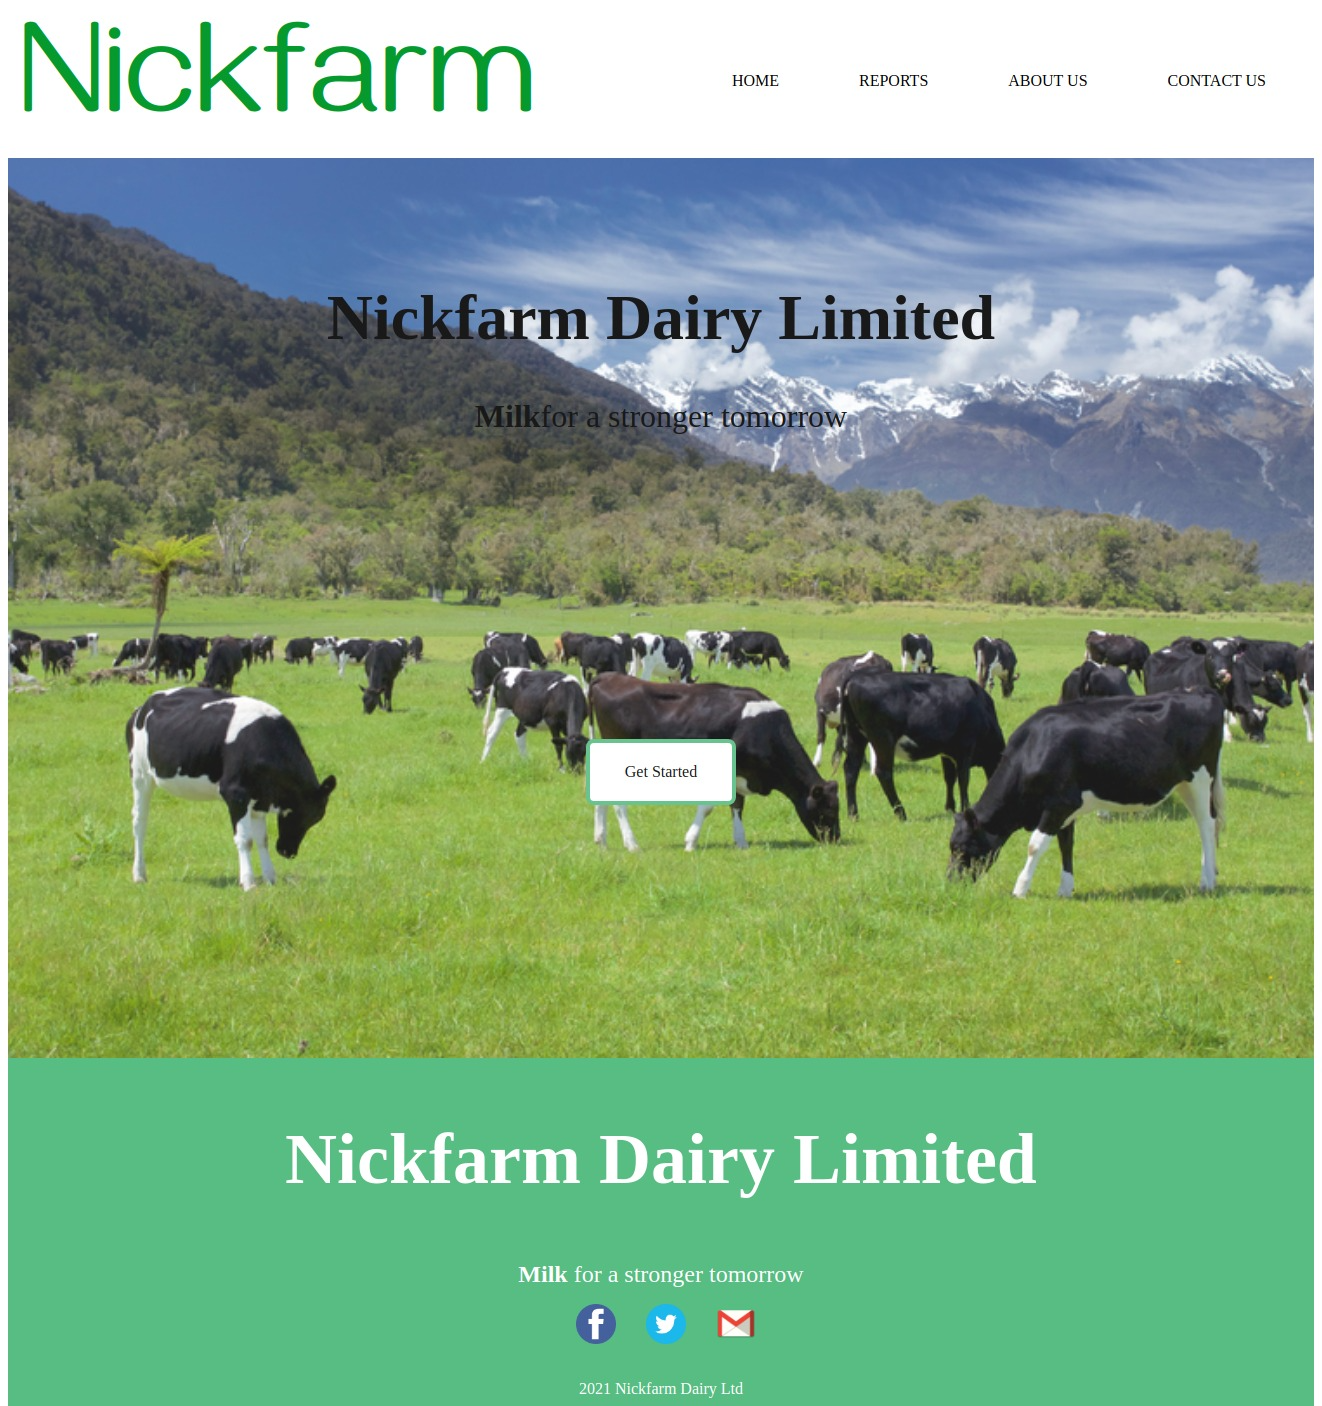 Nickfarm
HOME REPORTS ABOUT US CONTACT US
Nickfarm Dairy Limited
Milkfor a stronger tomorrow
Get Started
Nickfarm Dairy Limited
Milk for a stronger tomorrow
2021 Nickfarm Dairy Ltd